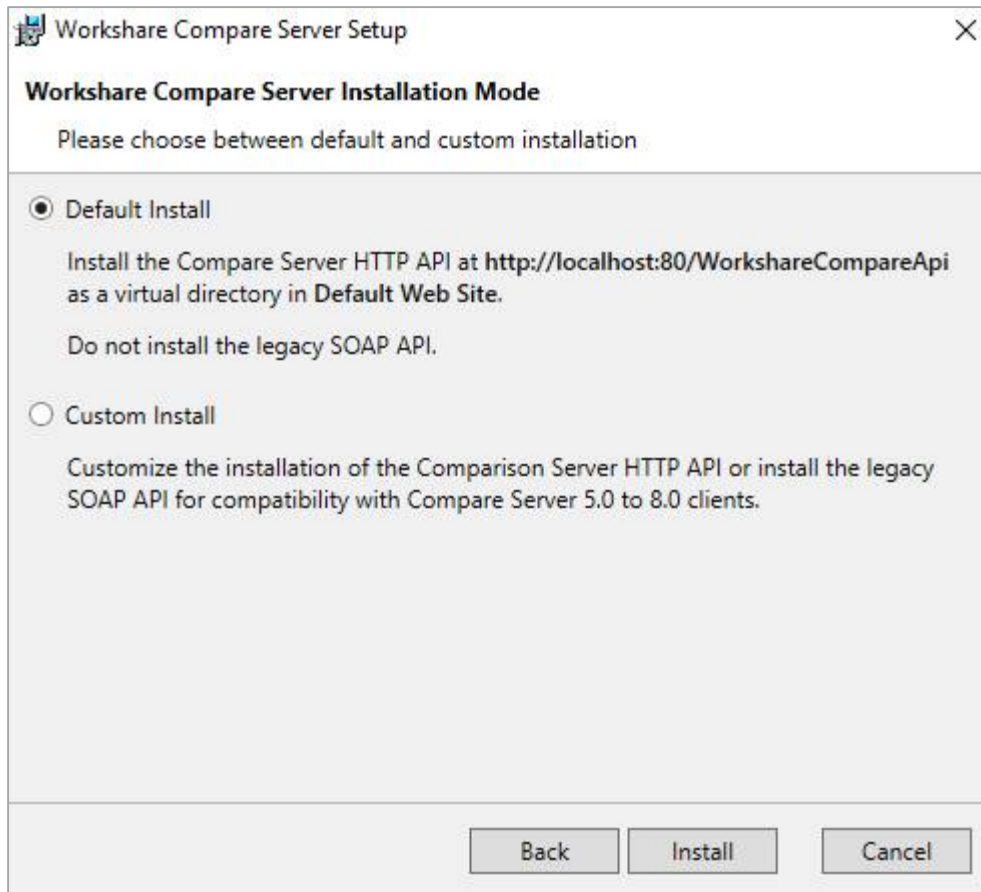 Workshare Compare Server Setup
Workshare Compare Server Installation Mode
Please choose between default and custom installation
Default Install
Install the Compare Server HTTP API at http://localhost:80/WorkshareCompareApi
as a virtual directory in Default Web Site.
Do not install the legacy SOAP API.
Custom Install
Customize the installation of the Comparison Server HTTP API or install the legacy
SOAP API for compatibility with Compare Server 5.0 to 8.0 clients.
Back Install Cancel